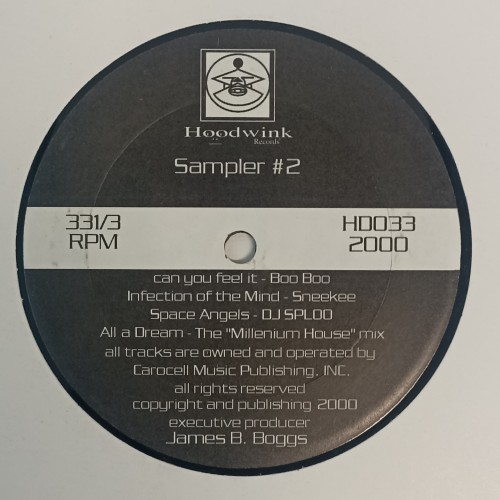 Hoodwink
Records
Sampler #2
331/3
RPM
HD033
2000
can you feel it - Boo Boo
Infection of the Mind - Sneekee
Space Angels - DJ SPLOO
All a Dream - The "Millenium House" mix
all tracks are owned and operated by
Carocell Music Publishing, INC.
all rights reserved
copyright and publishing 2000
executive producer
James B. Boggs